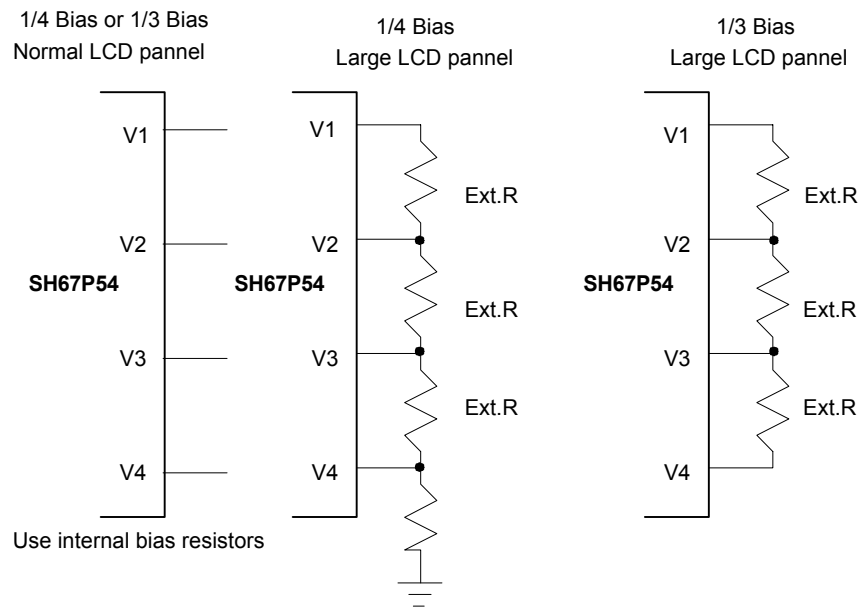 1/4 Bias or 1/3 Bias
Normal LCD pannel
1/4 Bias
Large LCD pannel
1/3 Bias
Large LCD pannel
V1
V2
SH67P54
V3
V4
Use internal bias resistors
V1
Ext.R
V2
SH67P54
Ext.R
V3
Ext.R
V4
V1
Ext.R
V2
SH67P54
Ext.R
V3
Ext.R
V4